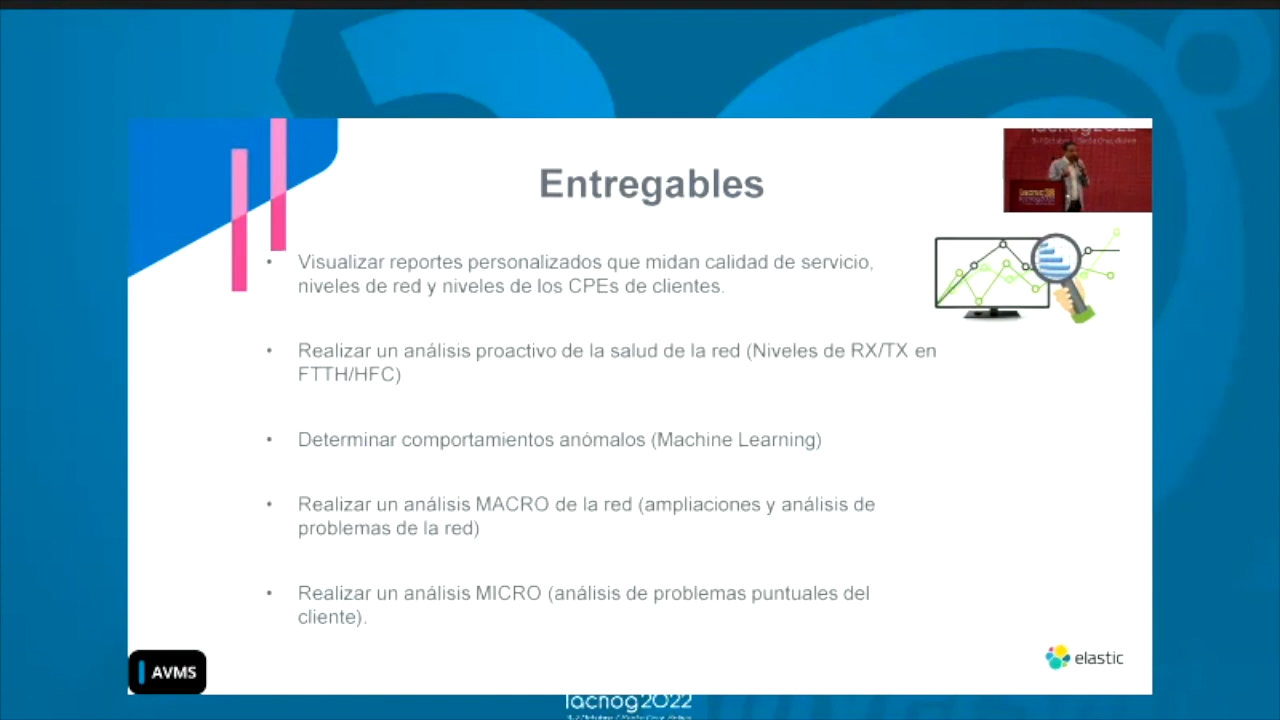 Entregables
• Visualizar reportes personalizados que midan calidad de servicio,
niveles de red y niveles de los CPEs de clientes.
• Realizar un análisis proactivo de la salud de la red (Niveles de RX/TX en
FTTH/HFC)
• Determinar comportamientos anómalos (Machine Learning)
• Realizar un análisis MACRO de la red (ampliaciones y análisis de
problemas de la red)
• Realizar un análisis MICRO (análisis de problemas puntuales del
cliente).
elastic
AVMS
lacnog2022